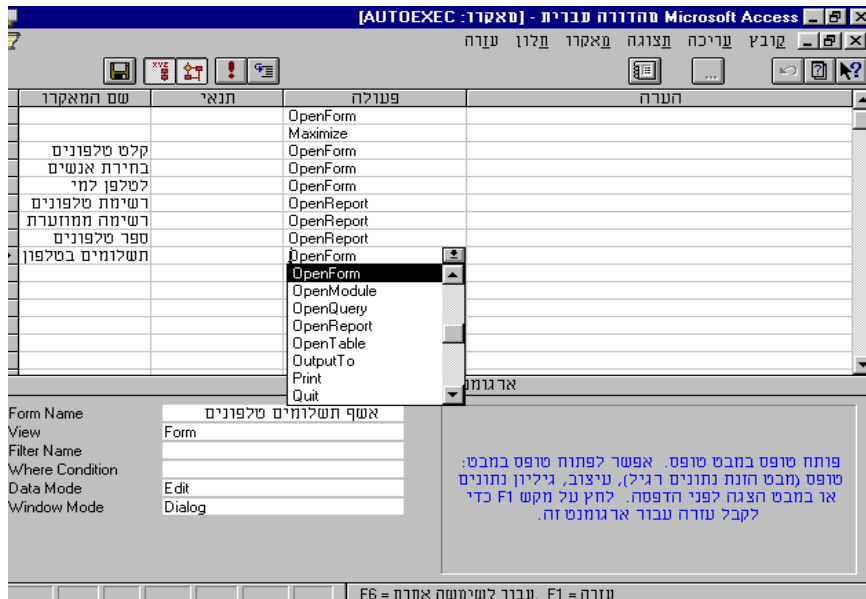 Microsoft Access מהדורה עברית - [מאקרו: AUTOEXEC]
קובץ עריכה תצוגה מאקרו חלון עזרה
שם המאקרו תנאי פעולה הערה
OpenForm
Maximize
קלט טלפונים OpenForm
בחירת אנשים OpenForm
לטלפן למי OpenForm
רשימת טלפונים OpenReport
רשימה ממוזערת OpenReport
ספר טלפונים OpenReport
תשלומים בטלפון OpenForm
OpenForm
OpenModule
OpenQuery
OpenReport
OpenTable
OutputTo
Print
Quit
Form Name אשף תשלומים טלפונים
View Form
Filter Name
Where Condition
Data Mode Edit
Window Mode Dialog
פותח טופס במבט טופס. אפשר לפתוח טופס במבט:
טופס (מבט הזנת נתונים רגיל), עיצוב, גיליון נתונים
או במבט הצגה לפני הדפסה. לחץ על מקש F1 כדי
לקבל עזרה עבור ארגומנט זה.
עזרה = F1 .עבור לשימשה אחרת = F6